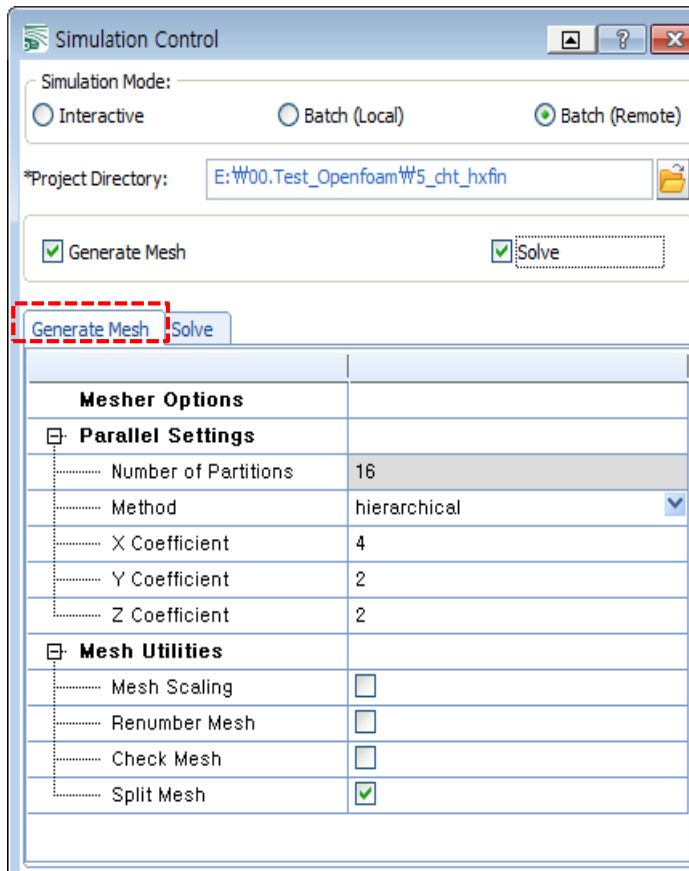 Simulation Control
?
Simulation Mode:
Interactive Batch (Local) Batch (Remote)
*Project Directory: E:₩00.Test_Openfoam₩5_cht_hxfin
Generate Mesh Solve
Generate Mesh Solve
Mesher Options
Parallel Settings
Number of Partitions 16
Method hierarchical
X Coefficient 4
Y Coefficient 2
Z Coefficient 2
Mesh Utilities
Mesh Scaling
Renumber Mesh
Check Mesh
Split Mesh